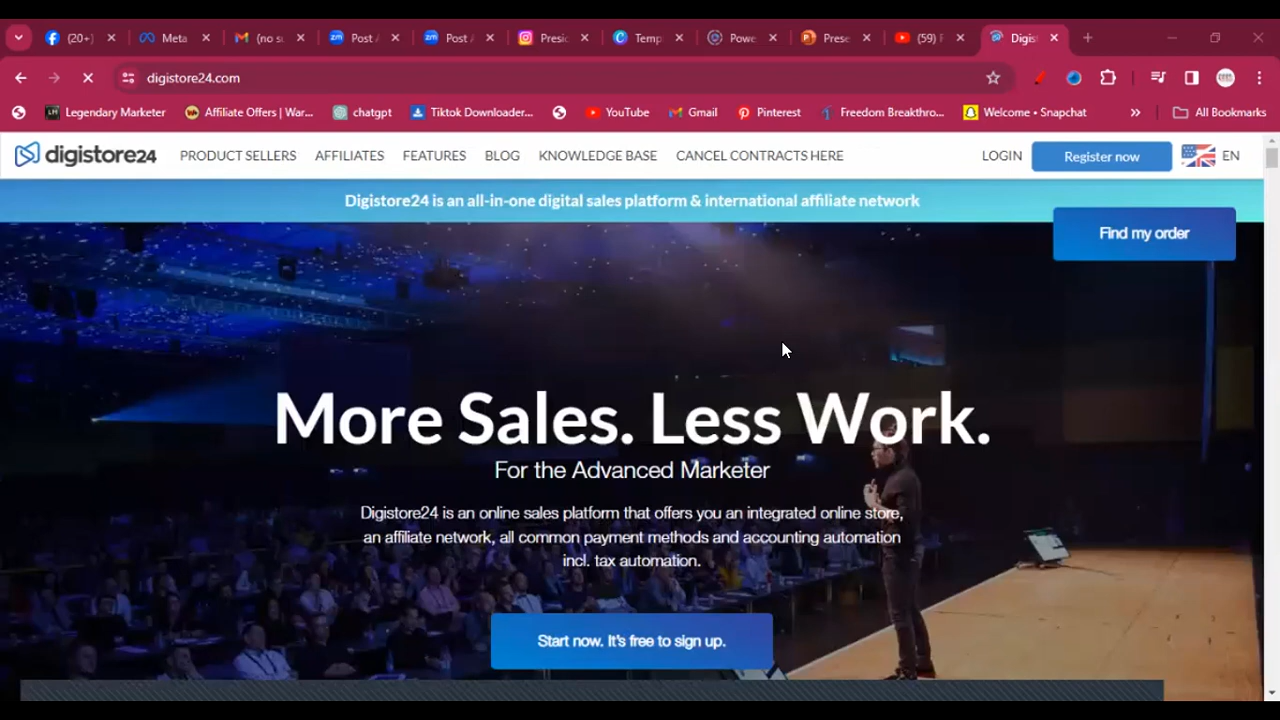 (20+)
Meta
(no su
Post
Post
Presid
Temp
Powe
Prese
(59)
Digis
digistore24.com
Legendary Marketer
Affiliate Offers | War...
chatgpt
Tiktok Downloader...
YouTube
Gmail
Pinterest
Freedom Breakthro...
Welcome • Snapchat
»
All Bookmarks
digistore24
PRODUCT SELLERS
AFFILIATES
FEATURES
BLOG
KNOWLEDGE BASE
CANCEL CONTRACTS HERE
LOGIN
Register now
EN
Digistore24 is an all-in-one digital sales platform & international affiliate network
Find my order
More Sales. Less Work.
For the Advanced Marketer
Digistore24 is an online sales platform that offers you an integrated online store,
an affiliate network, all common payment methods and accounting automation
incl. tax automation.
Start now. It's free to sign up.